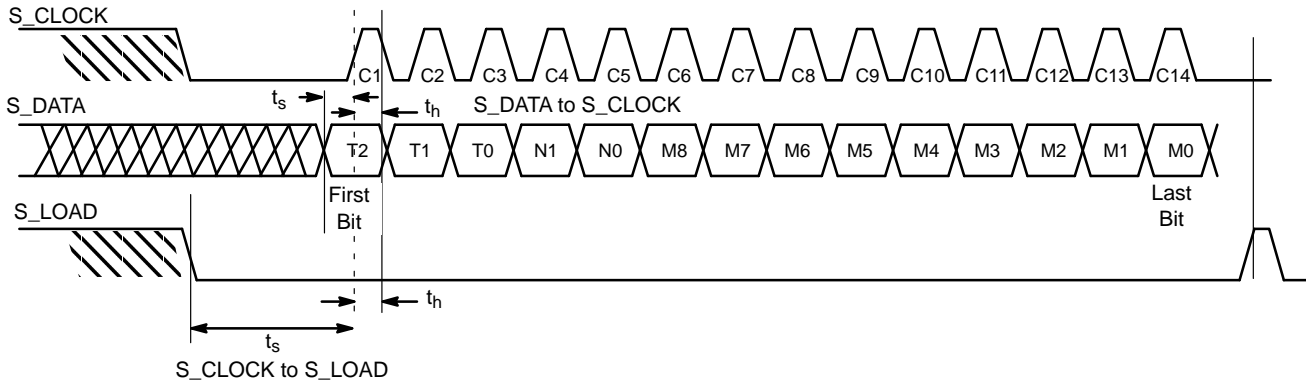 S_CLOCK
C1 C2 C3 C4 C5 C6 C7 C8 C9 C10 C11 C12 C13 C14
S_DATA
ts
th
S_DATA to S_CLOCK
T2 T1 T0 N1 N0 M8 M7 M6 M5 M4 M3 M2 M1 M0
First
Bit
Last
Bit
S_LOAD
th
ts
S_CLOCK to S_LOAD